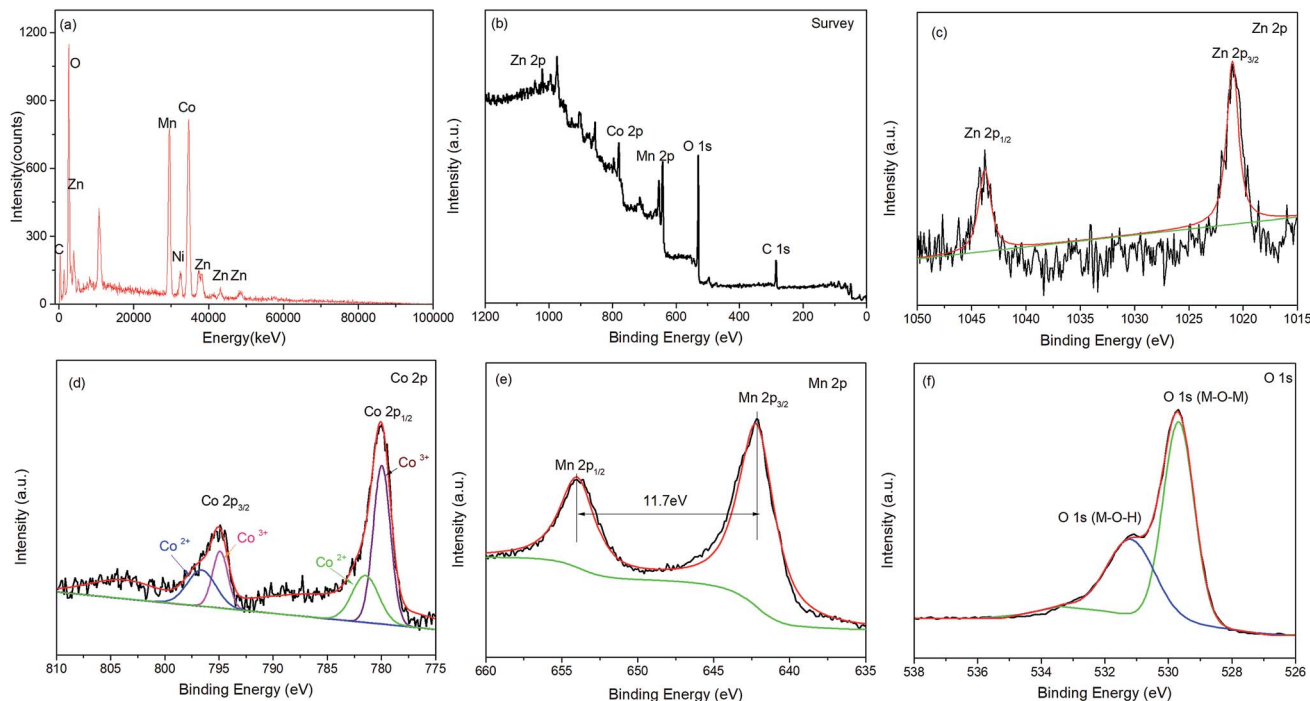 (a)
1200
900
600
300
0
Intensity(counts)
O
Zn
C
Mn
Co
Ni
Zn
Zn
Zn
0 20000 40000 60000 80000 100000
Energy(keV)
(b)
Survey
Zn 2p
Co 2p
Mn 2p
O 1s
C 1s
Intensity (a.u.)
1200 1000 800 600 400 200 0
Binding Energy (eV)
(c)
Zn 2p
Zn 2p3/2
Zn 2p1/2
Intensity (a.u.)
1050 1045 1040 1035 1030 1025 1020 1015
Binding Energy (eV)
(d)
Co 2p
Co 2p1/2
Co 3+
Co 2p3/2
Co 2+
Co 3+
Co 2+
Intensity (a.u.)
810 805 800 795 790 785 780 775
Binding Energy (eV)
(e)
Mn 2p
Mn 2p3/2
Mn 2p1/2
11.7eV
Intensity (a.u.)
660 655 650 645 640 635
Binding Energy (eV)
(f)
O 1s
O 1s (M-O-M)
O 1s (M-O-H)
Intensity (a.u.)
538 536 534 532 530 528 526
Binding Energy (eV)